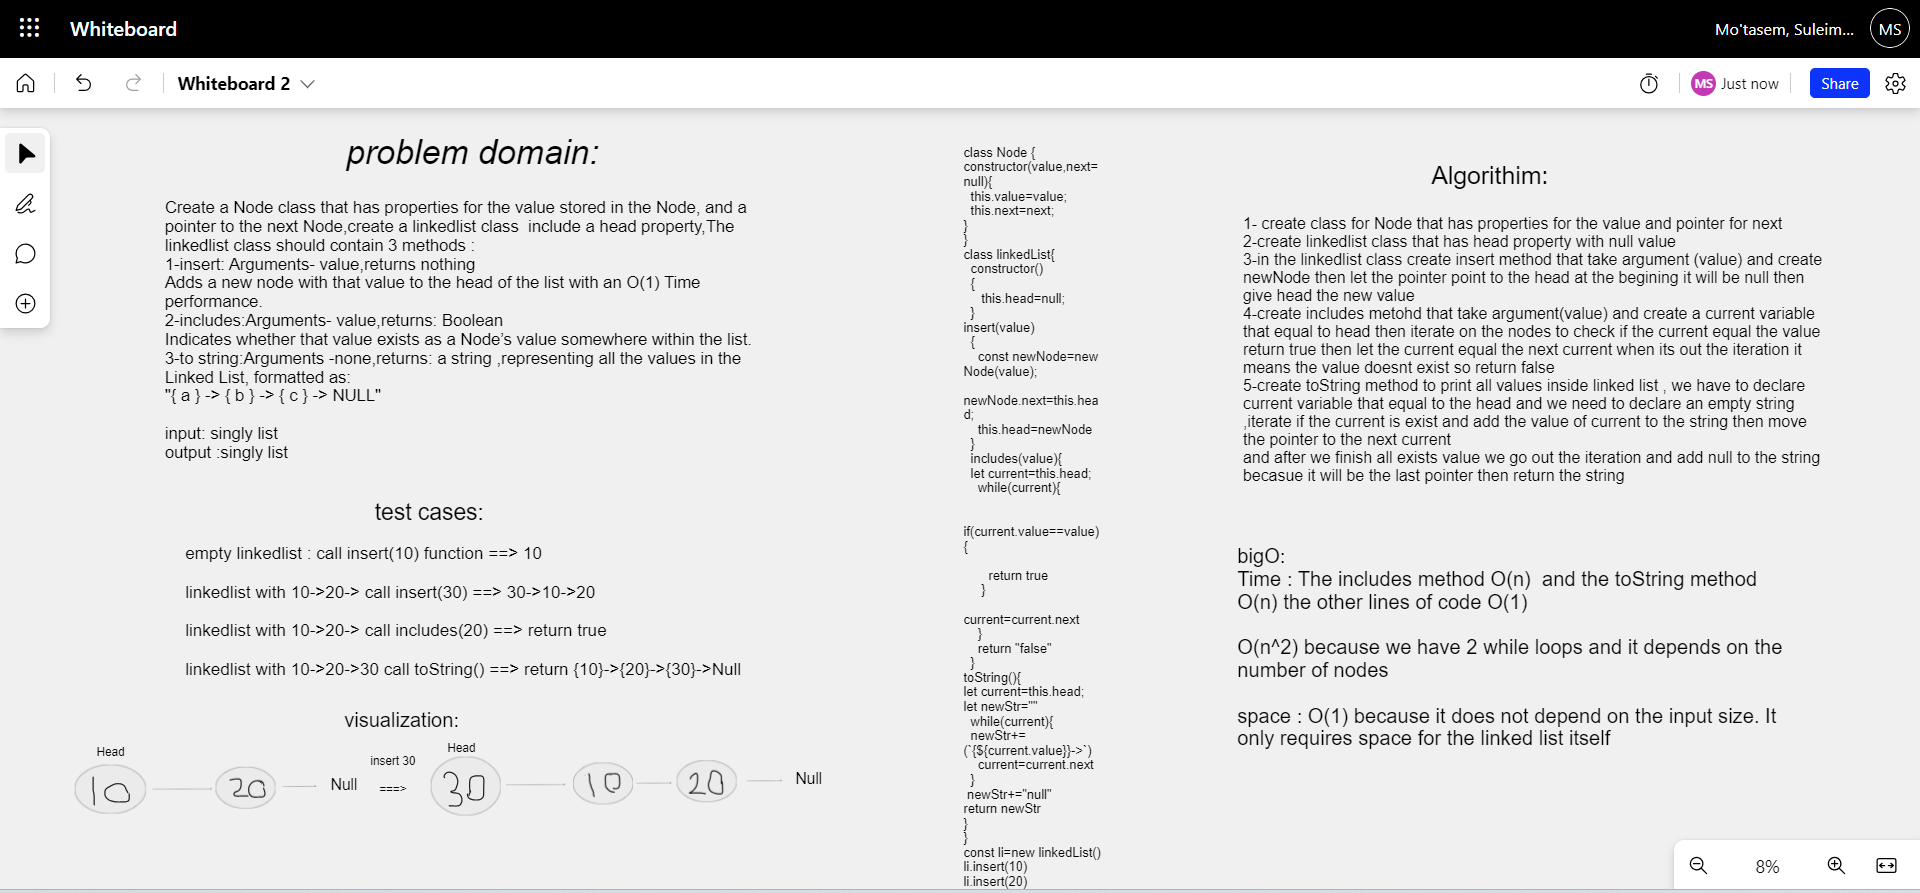 Whiteboard
Mo'tasem, Suleim...
MS
Whiteboard 2
MS Just now
Share
problem domain:
Create a Node class that has properties for the value stored in the Node, and a
pointer to the next Node,create a linkedlist class  include a head property,The
linkedlist class should contain 3 methods :
1-insert: Arguments- value,returns nothing
Adds a new node with that value to the head of the list with an O(1) Time
performance.
2-includes:Arguments- value,returns: Boolean
Indicates whether that value exists as a Node’s value somewhere within the list.
3-to string:Arguments -none,returns: a string ,representing all the values in the
Linked List, formatted as:
"{ a } -> { b } -> { c } -> NULL"
input: singly list
output :singly list
test cases:
empty linkedlist : call insert(10) function ==> 10
linkedlist with 10->20-> call insert(30) ==> 30->10->20
linkedlist with 10->20-> call includes(20) ==> return true
linkedlist with 10->20->30 call toString() ==> return {10}->{20}->{30}->Null
visualization:
Head
10
20
Null
insert 30
===>
Head
30
10
20
Null
class Node {
constructor(value,next=
null){
this.value=value;
this.next=next;
}
}
class linkedList{
constructor()
{
this.head=null;
}
insert(value)
{
const newNode=new
Node(value);
newNode.next=this.hea
d;
this.head=newNode
}
includes(value){
let current=this.head;
while(current){
if(current.value==value)
{
return true
}
current=current.next
}
return "false"
}
toString(){
let current=this.head;
let newStr=""
while(current){
newStr+=
(`{${current.value}}->`)
current=current.next
}
newStr+="null"
return newStr
}
}
const li=new linkedList()
li.insert(10)
li.insert(20)
Algorithim:
1- create class for Node that has properties for the value and pointer for next
2-create linkedlist class that has head property with null value
3-in the linkedlist class create insert method that take argument (value) and create
newNode then let the pointer point to the head at the begining it will be null then
give head the new value
4-create includes metohd that take argument(value) and create a current variable
that equal to head then iterate on the nodes to check if the current equal the value
return true then let the current equal the next current when its out the iteration it
means the value doesnt exist so return false
5-create toString method to print all values inside linked list , we have to declare
current variable that equal to the head and we need to declare an empty string
,iterate if the current is exist and add the value of current to the string then move
the pointer to the next current
and after we finish all exists value we go out the iteration and add null to the string
becasue it will be the last pointer then return the string
bigO:
Time : The includes method O(n)  and the toString method
O(n) the other lines of code O(1)
O(n^2) because we have 2 while loops and it depends on the
number of nodes
space : O(1) because it does not depend on the input size. It
only requires space for the linked list itself
8%